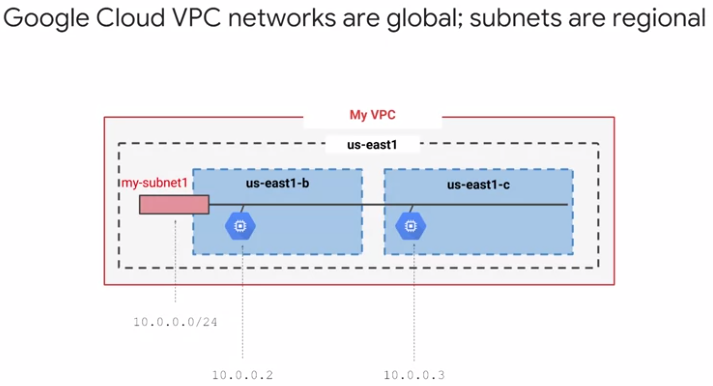 Google Cloud VPC networks are global; subnets are regional
My VPC
us-east1
my-subnet1
us-east1-b
us-east1-c
10.0.0.0/24
10.0.0.2
10.0.0.3